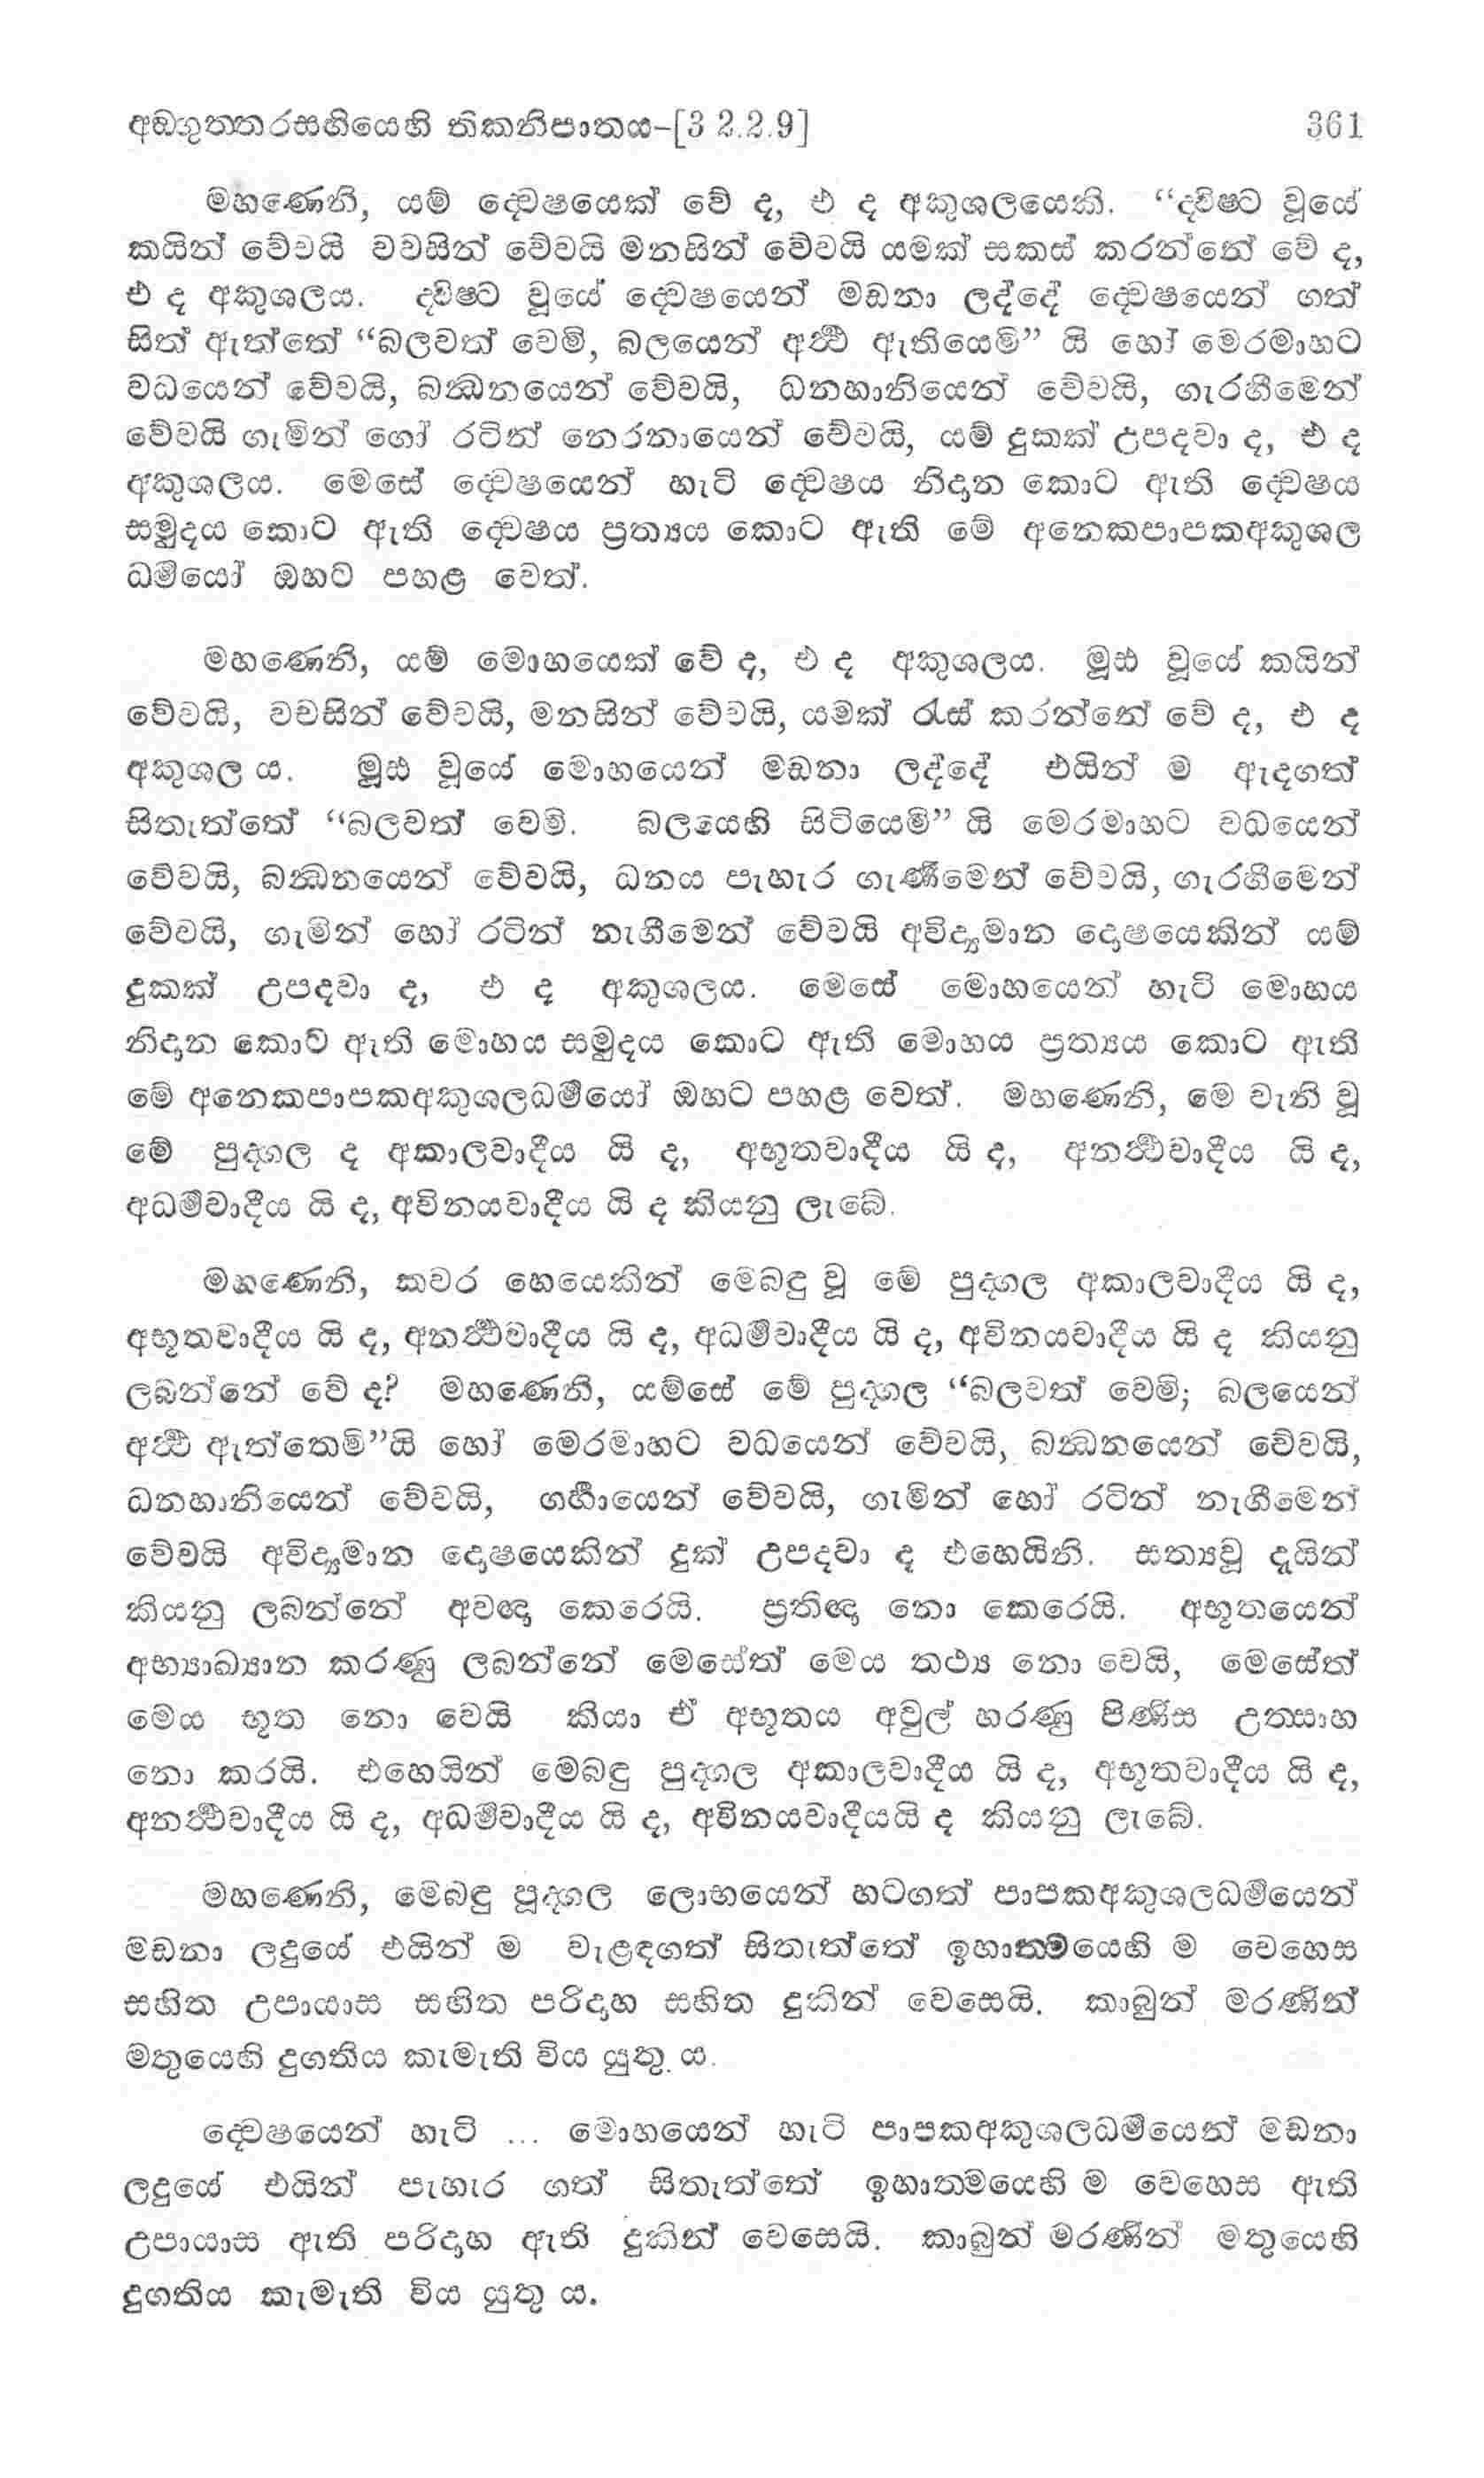 අඞගුත්තරසඟියෙහි තිකනිපාතය-[3 2.2.9] 361
මහණෙනි, යම් ද්වෙෂයෙක් වේ ද, එ ද අකුශලයෙකි. “ද්විෂ්ට වූයේ
කයින් වේවයි වචසින් වේවයි මනසින් වේවයි යමක් සකස් කරන්නේ වේ ද,
එ ද අකුශලය. ද්විෂ්ට වූයේ ද්වෙෂයෙන් මඩනා ලද්දේ ද්වෙෂයෙන් ගත්
සිත් ඇත්තේ “බලවත් වෙමි, බලයෙන් අර්‍ථ ඇතියෙමි” යි හෝ මෙරමාහට
වධයෙන් වේවයි, බන්‍ධනයෙන් වේවයි, ධනහානියෙන් වේවයි, ගැරහීමෙන්
වේවයි ගැමින් ගෝ රටින් නෙරනායෙන් වේවයි, යම් දුකක් උපදවා ද, එ ද
අකුශලය. මෙසේ ද්වෙෂයෙන් හැටි ද්වෙෂය නිදාන කොට ඇති ද්වෙෂය
සමුදය කොට ඇති ද්වෙෂය ප්‍රත්‍යය කොට ඇති මේ අනෙකපාපකඅකුශල
ධර්‍මයෝ ඔහට පහළ වෙත්.
මහණෙනි, යම් මොහයෙක් වේ ද, එ ද අකුශලය. මූඪ වූයේ කයින්
වේවයි, වචසින් වේවයි, මනසින් වේවයි, යමක් රැස් කරන්නේ වේ ද, එ ද
අකුශල ය. මූඪ වූයේ මොහයෙන් මඩනා ලද්දේ එයින් ම ඇදගත්
සිතැත්තේ “බලවත් වෙමි. බලයෙහි සිටියෙමි” යි මෙරමාහට වධයෙන්
වේවයි, බන්‍ධනයෙන් වේවයි, ධනය පැහැර ගැණීමෙන් වේවයි, ගැරහීමෙන්
වේවයි, ගැමින් හෝ රටින් නැගීමෙන් වේවයි අවිද්‍යමාන දොෂයෙකින් යම්
දුකක් උපදවා ද, එ ද අකුශලය. මෙසේ මොහයෙන් හැටි මොහය
නිදාන කොට ඇති මොහය සමුදය කොට ඇති මොහය ප්‍රත්‍යය කොට ඇති
මේ අනෙකපාපකඅකුශලධර්‍මයෝ ඔහට පහළ වෙත්. මහණෙනි, මෙ වැනි වූ
මේ පුද්ගල ද අකාලවාදීය යි ද, අභූතවාදීය යි ද, අනර්‍ථවාදීය යි ද,
අධර්‍මවාදීය යි ද, අවිනයවාදීය යි ද කියනු ලැබේ.
මහණෙනි, කවර හෙයෙකින් මෙබඳු වූ මේ පුද්ගල අකාලවාදීය යි ද,
අභූතවාදීය යි ද, අනර්‍ථවාදීය යි ද, අධර්‍මවාදීය යි ද, අවිනයවාදීය යි ද කියනු
ලබන්නේ වේ ද? මහණෙනි, යම්සේ මේ පුද්ගල “බලවත් වෙමි; බලයෙන්
අර්‍ථ ඇත්තෙමි”යි හෝ මෙරමාහට වධයෙන් වේවයි, බන්‍ධනයෙන් වේවයි,
ධනහානියෙන් වේවයි, ගර්‍හායෙන් වේවයි, ගැමින් හෝ රටින් නැගීමෙන්
වේවයි අවිද්‍යමාන දොෂයෙකින් දුක් උපදවා ද එහෙයිනි. සත්‍යවූ දැයින්
කියනු ලබන්නේ අවඥා කෙරෙයි. ප්‍රතිඥා නො කෙරෙයි. අභූතයෙන්
අභ්‍යාඛ්‍යාන කරණු ලබන්නේ මෙසේත් මෙය තථ්‍ය නො වෙයි, මෙසේත්
මෙය භූත නො වෙයි කියා ඒ අභූතය අවුල් හරණු පිණිස උත්සාහ
නො කරයි. එහෙයින් මෙබඳු පුද්ගල අකාලවාදීය යි ද, අභූතවාදීය යි ද,
අනර්‍ථවාදීය යි ද, අධර්‍මවාදීය යි ද, අවිනයවාදීයයි ද කියනු ලැබේ.
මහණෙනි, මෙබඳු පුද්ගල ලොභයෙන් හටගත් පාපකඅකුශලධර්‍මයෙන්
මඩනා ලදුයේ එයින් ම වැළඳගත් සිතැත්තේ ඉහාත්මයෙහි ම වෙහෙස
සහිත උපායාස සහිත පරිදාහ සහිත දුකින් වෙසෙයි. කාබුන් මරණින්
මතුයෙහි දුගතිය කැමැති විය යුතු ය.
ද්වෙෂයෙන් හැටි ... මොහයෙන් හැටි පාපකඅකුශලධර්‍මයෙන් මඩනා
ලදුයේ එයින් පැහැර ගත් සිතැත්තේ ඉහාත්මයෙහි ම වෙහෙස ඇති
උපායාස ඇති පරිදාහ ඇති දුකින් වෙසෙයි. කාබුන් මරණින් මතුයෙහි
දුගතිය කැමැති විය යුතු ය.